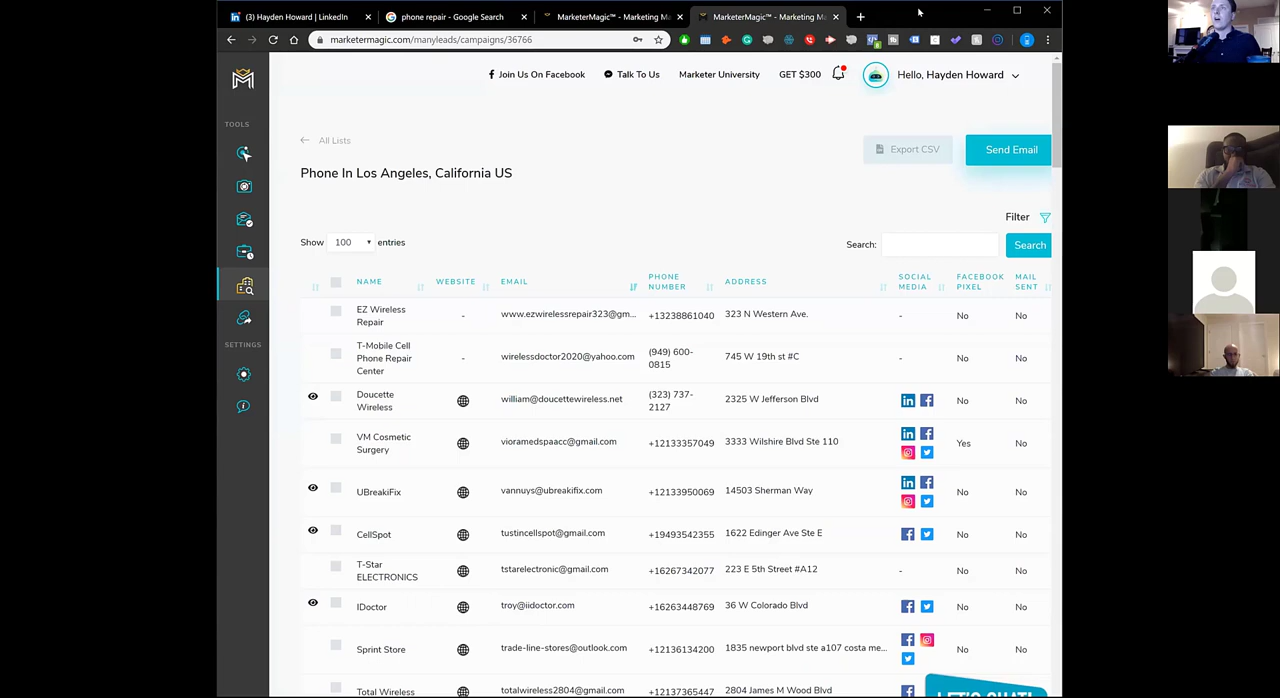 (3) Hayden Howard | LinkedIn
phone repair - Google Search
MarketerMagic™ - Marketing Ma
MarketerMagic™ - Marketing Ma
marketermagic.com/manyleads/campaigns/36766
Join Us On Facebook
Talk To Us
Marketer University
GET $300
Hello, Hayden Howard
TOOLS
SETTINGS
All Lists
Export CSV
Send Email
Phone In Los Angeles, California US
Filter
Show 100 entries
Search:
Search
NAME WEBSITE EMAIL PHONE NUMBER ADDRESS SOCIAL MEDIA FACEBOOK PIXEL MAIL SENT
EZ Wireless Repair - www.ezwirelessrepair323@gm... +13238861040 323 N Western Ave. - No No
T-Mobile Cell Phone Repair Center - wirelessdoctor2020@yahoo.com (949) 600-0815 745 W 19th st #C - No No
Doucette Wireless william@doucettewireless.net (323) 737-2127 2325 W Jefferson Blvd No No
VM Cosmetic Surgery vioramedspaacc@gmail.com +12133357049 3333 Wilshire Blvd Ste 110 Yes No
UBreakiFix vannuys@ubreakifix.com +12133950069 14503 Sherman Way No No
CellSpot tustincellspot@gmail.com +19493542355 1622 Edinger Ave Ste E No No
T-Star ELECTRONICS tstarelectronic@gmail.com +16267342077 223 E 5th Street #A12 - No No
IDoctor troy@iidoctor.com +16263448769 36 W Colorado Blvd No No
Sprint Store trade-line-stores@outlook.com +12136134200 1835 newport blvd ste a107 costa me... No No
Total Wireless totalwireless2804@gmail.com +12137365447 2804 James M Wood Blvd No No
LET'S CHAT!